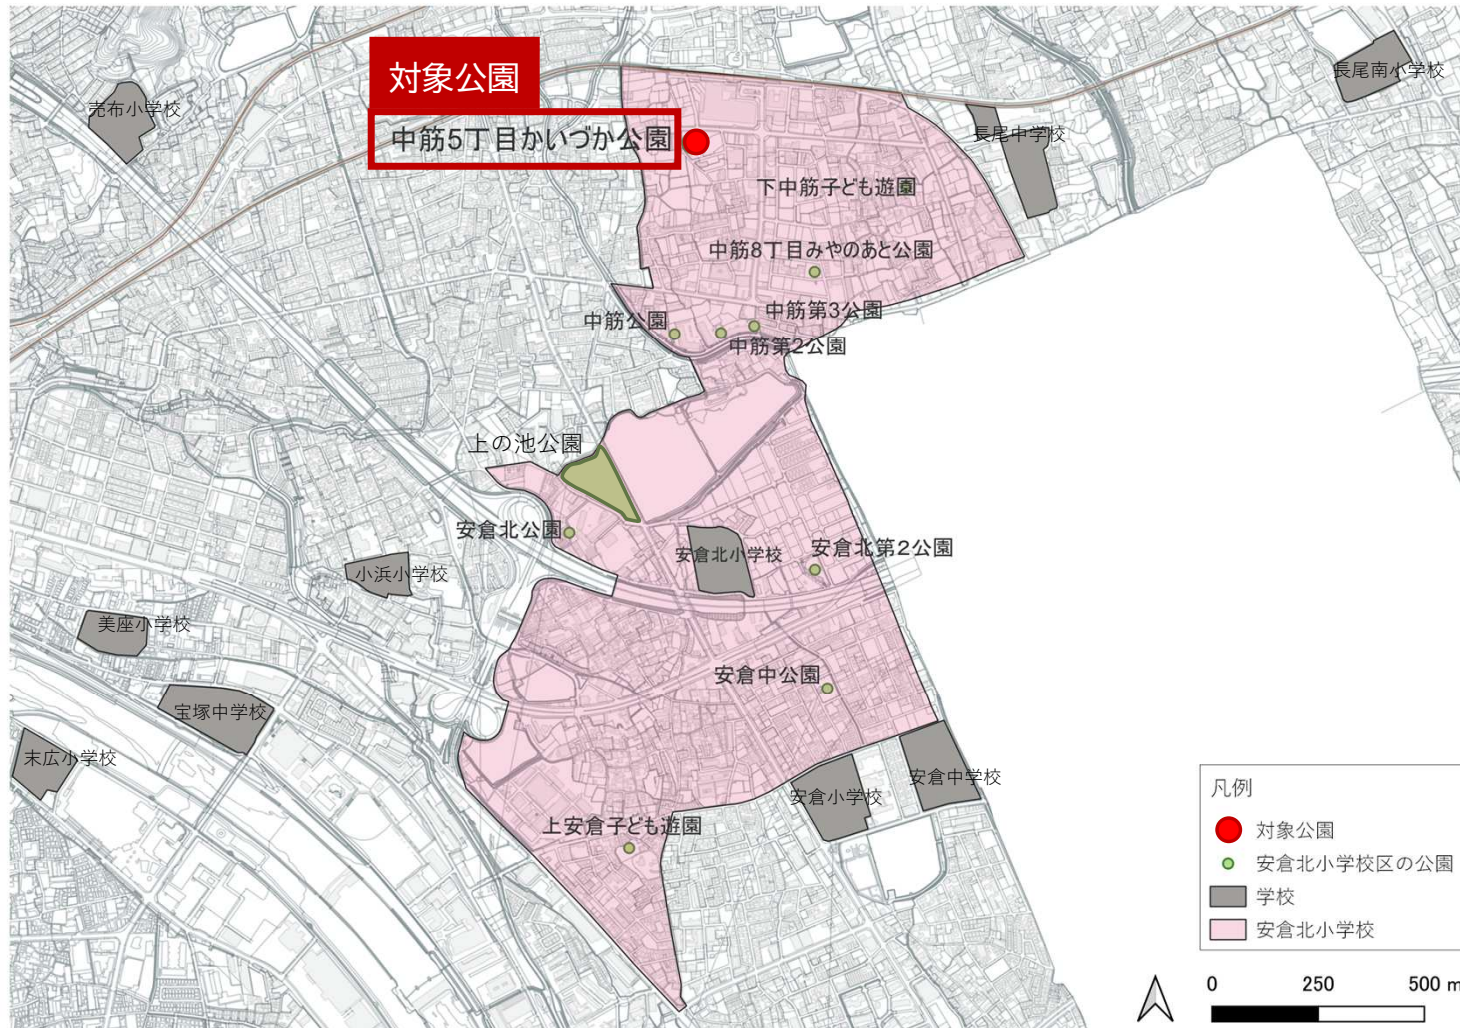 対象公園
中筋5丁目かいづか公園
売布小学校
長尾南小学校
長尾中学校
下中筋子ども遊園
中筋8丁目みやのあと公園
中筋第3公園
中筋公園
中筋第2公園
上の池公園
安倉北公園
安倉北小学校
安倉北第2公園
小浜小学校
美座小学校
安倉中公園
宝塚中学校
末広小学校
安倉中学校
安倉小学校
上安倉子ども遊園
凡例
対象公園
安倉北小学校区の公園
学校
安倉北小学校
0 250 500 m